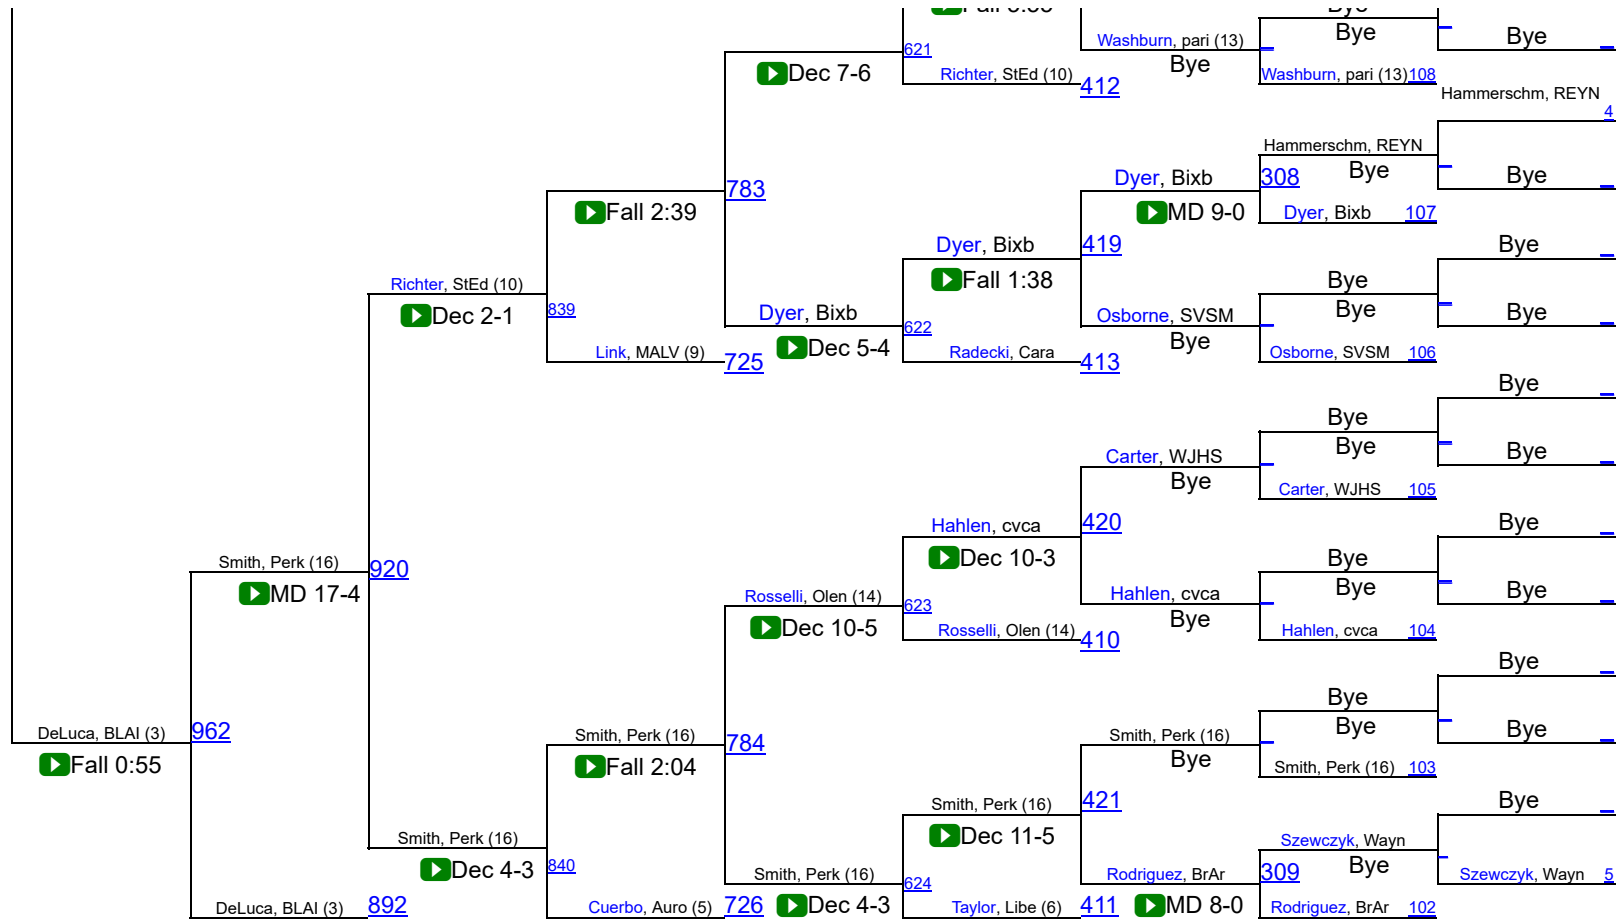 Bye
Washburn, pari (13)
Bye
Bye
621
Bye
Dec 7-6
Richter, StEd (10)
412
Washburn, pari (13) 108
Hammerschm, REYN
4
Hammerschm, REYN
Bye
308
Bye
Dyer, Bixb
783
MD 9-0
Dyer, Bixb 107
Fall 2:39
Dyer, Bixb
419
Bye
Fall 1:38
Bye
Richter, StEd (10)
Dec 2-1
839
Dyer, Bixb
Osborne, SVSM
Bye
Bye
622
Dec 5-4
Bye
Link, MALV (9)
725
Radecki, Cara
413
Osborne, SVSM 106
Bye
Bye
Carter, WJHS
Bye
Bye
Bye
Carter, WJHS 105
Hahlen, cvca
420
Bye
Dec 10-3
Smith, Perk (16)
920
Bye
MD 17-4
Rosselli, Olen (14)
Hahlen, cvca
Bye
Bye
623
Dec 10-5
Bye
Rosselli, Olen (14)
410
Hahlen, cvca 104
Bye
Bye
DeLuca, BLAI (3)
962
Smith, Perk (16)
784
Smith, Perk (16)
Bye
Bye
Fall 0:55
Fall 2:04
Bye
Smith, Perk (16) 103
Smith, Perk (16)
421
Bye
Dec 11-5
Smith, Perk (16)
Szewczyk, Wayn
Dec 4-3
840
Smith, Perk (16)
624
Rodriguez, BrAr
309
Bye
Szewczyk, Wayn 5
DeLuca, BLAI (3)
892
Cuerbo, Auro (5)
726
Dec 4-3
Taylor, Libe (6)
411
MD 8-0
Rodriguez, BrAr 102